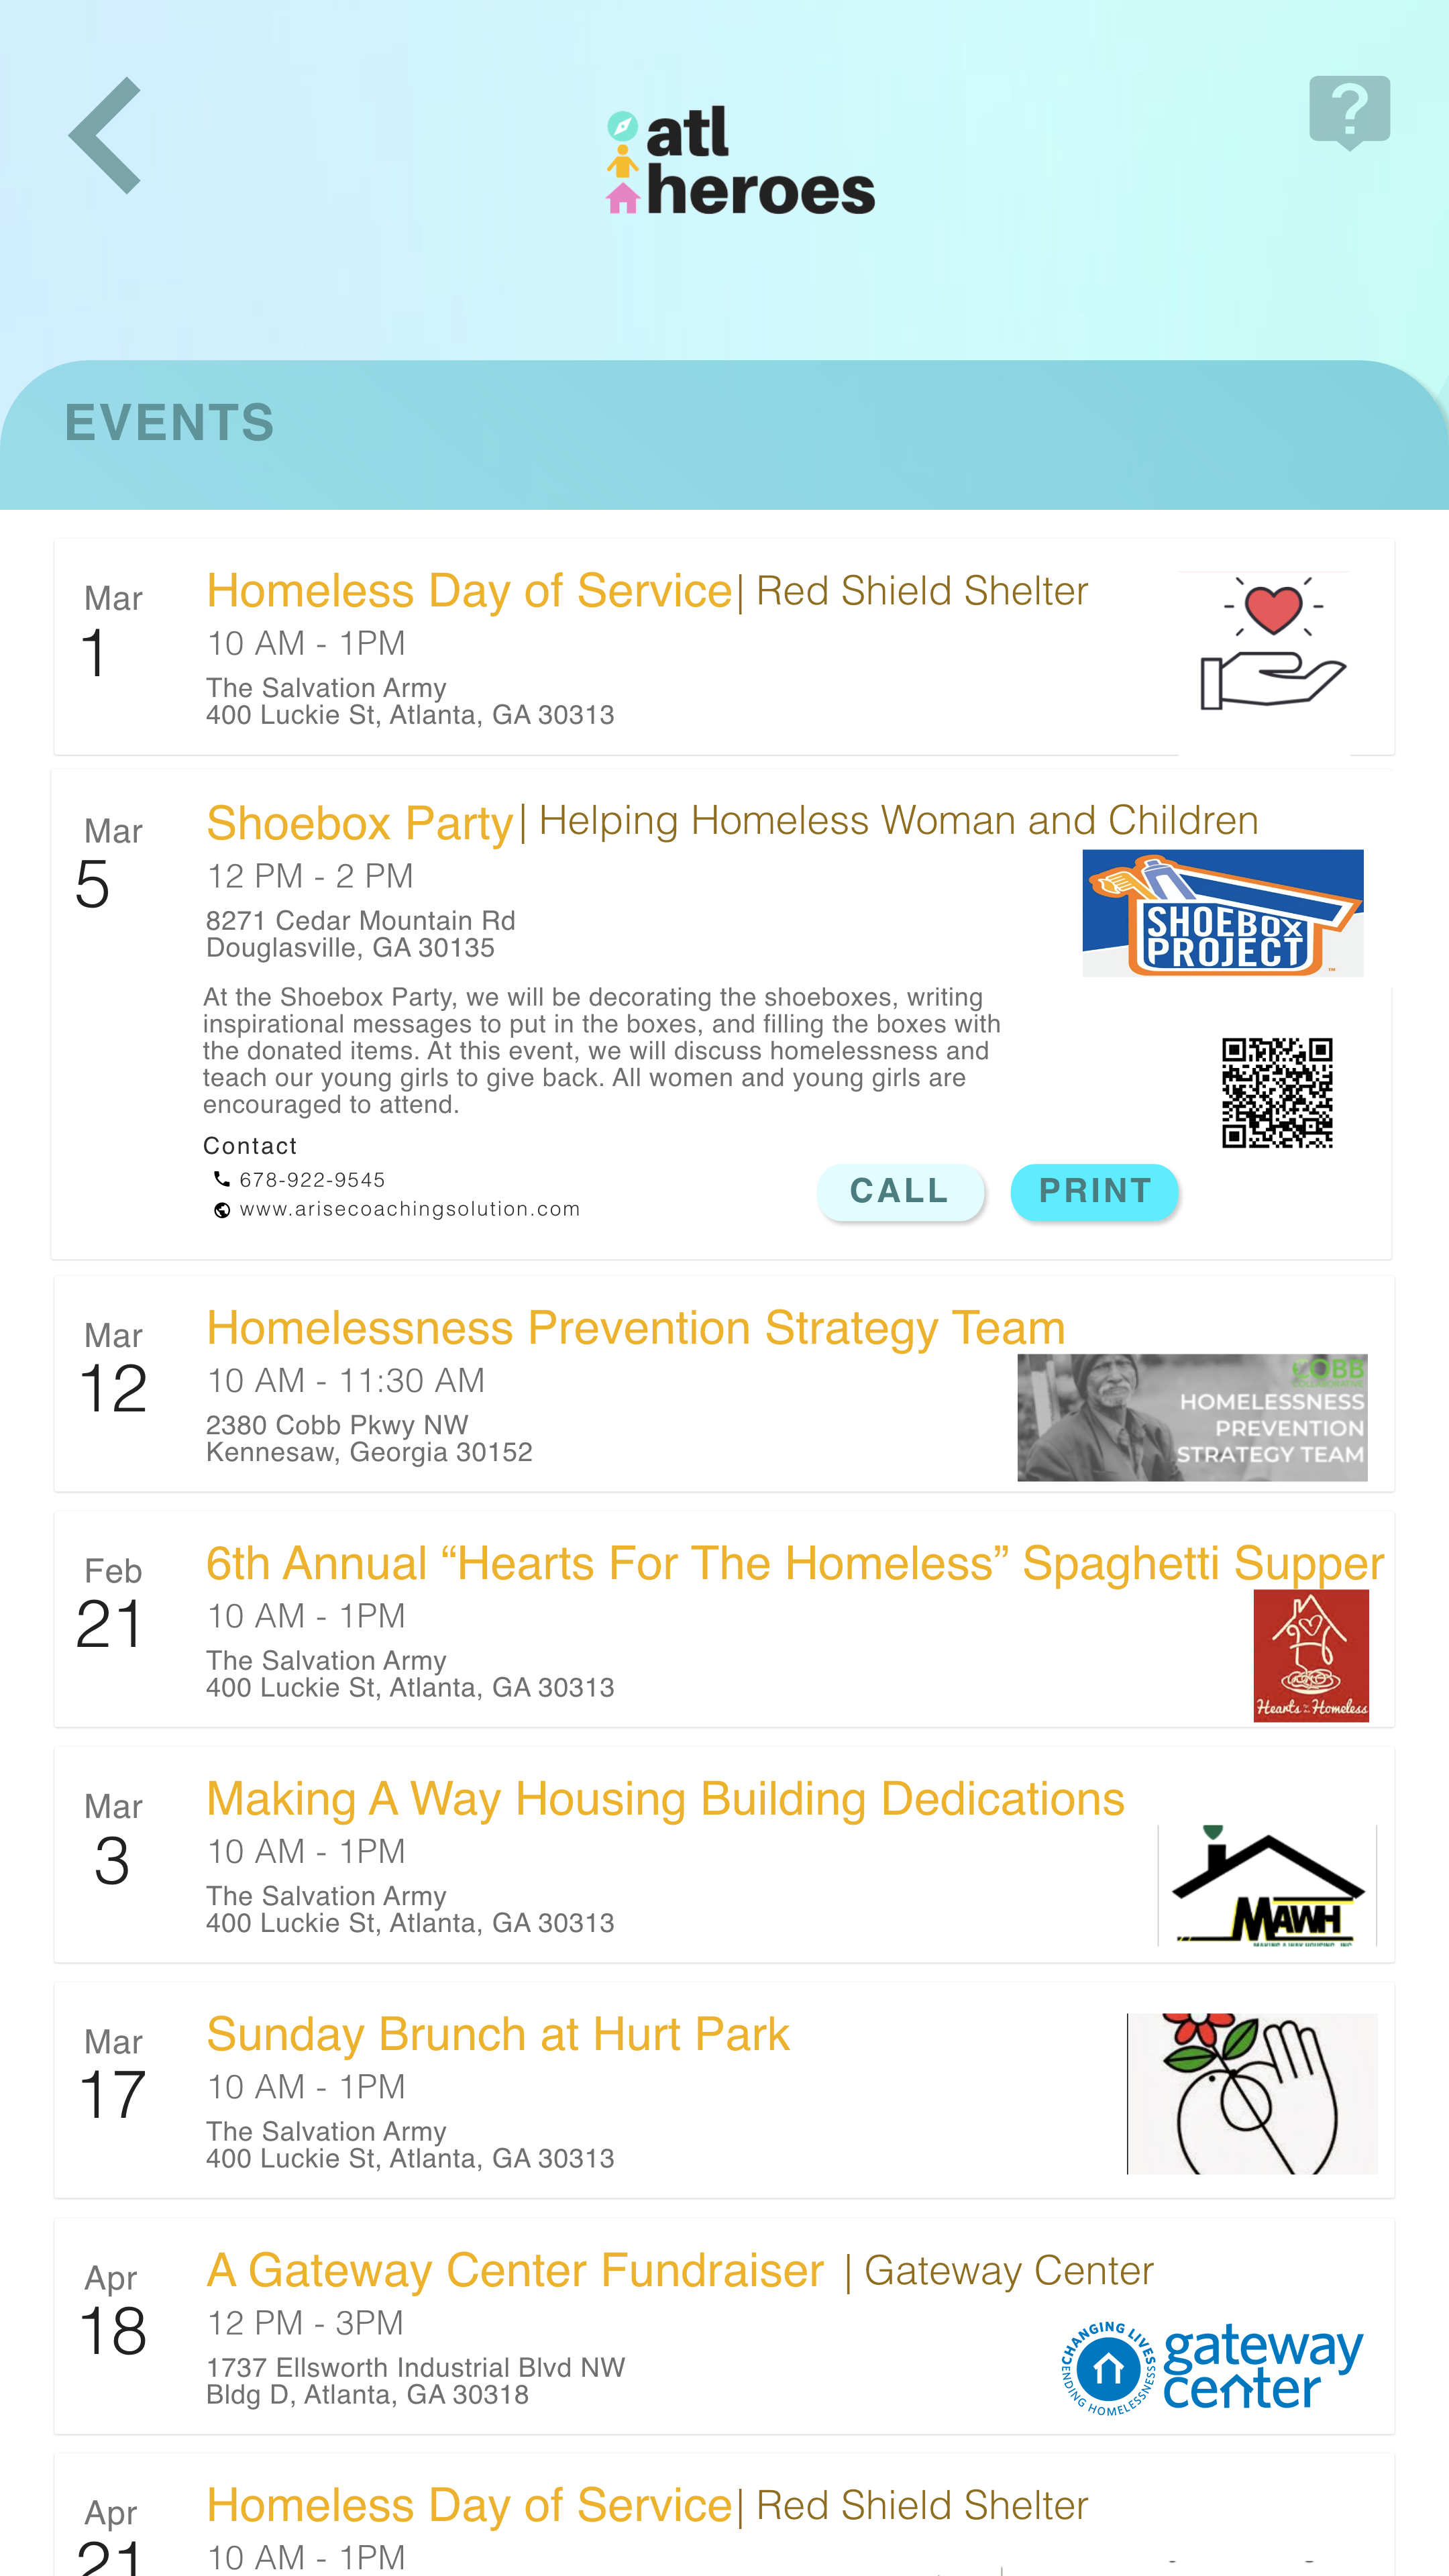 atl
heroes
?
EVENTS
Mar
1
Homeless Day of Service| Red Shield Shelter
10 AM - 1PM
The Salvation Army
400 Luckie St, Atlanta, GA 30313
Mar
5
Shoebox Party| Helping Homeless Woman and Children
12 PM - 2 PM
8271 Cedar Mountain Rd
Douglasville, GA 30135
SHOEBOX
PROJECT
™
At the Shoebox Party, we will be decorating the shoeboxes, writing
inspirational messages to put in the boxes, and filling the boxes with
the donated items. At this event, we will discuss homelessness and
teach our young girls to give back. All women and young girls are
encouraged to attend.
Contact
678-922-9545
www.arisecoachingsolution.com
CALL
PRINT
Mar
12
Homelessness Prevention Strategy Team
10 AM - 11:30 AM
2380 Cobb Pkwy NW
Kennesaw, Georgia 30152
COBB
COLLABORATIVE
HOMELESSNESS
PREVENTION
STRATEGY TEAM
Feb
21
6th Annual “Hearts For The Homeless” Spaghetti Supper
10 AM - 1PM
The Salvation Army
400 Luckie St, Atlanta, GA 30313
Hearts Homeless
Mar
3
Making A Way Housing Building Dedications
10 AM - 1PM
The Salvation Army
400 Luckie St, Atlanta, GA 30313
MAWH
MAKING A WAY HOUSING, INC
Mar
17
Sunday Brunch at Hurt Park
10 AM - 1PM
The Salvation Army
400 Luckie St, Atlanta, GA 30313
Apr
18
A Gateway Center Fundraiser | Gateway Center
12 PM - 3PM
1737 Ellsworth Industrial Blvd NW
Bldg D, Atlanta, GA 30318
CHANGING LIVES
ENDING HOMELESSNESS
gateway
center
Apr
21
Homeless Day of Service| Red Shield Shelter
10 AM - 1PM